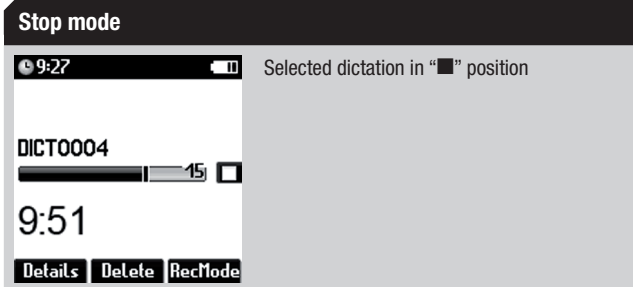 Stop mode
9:27
Selected dictation in “■” position
DICT0004
15
9:51
Details Delete RecMode